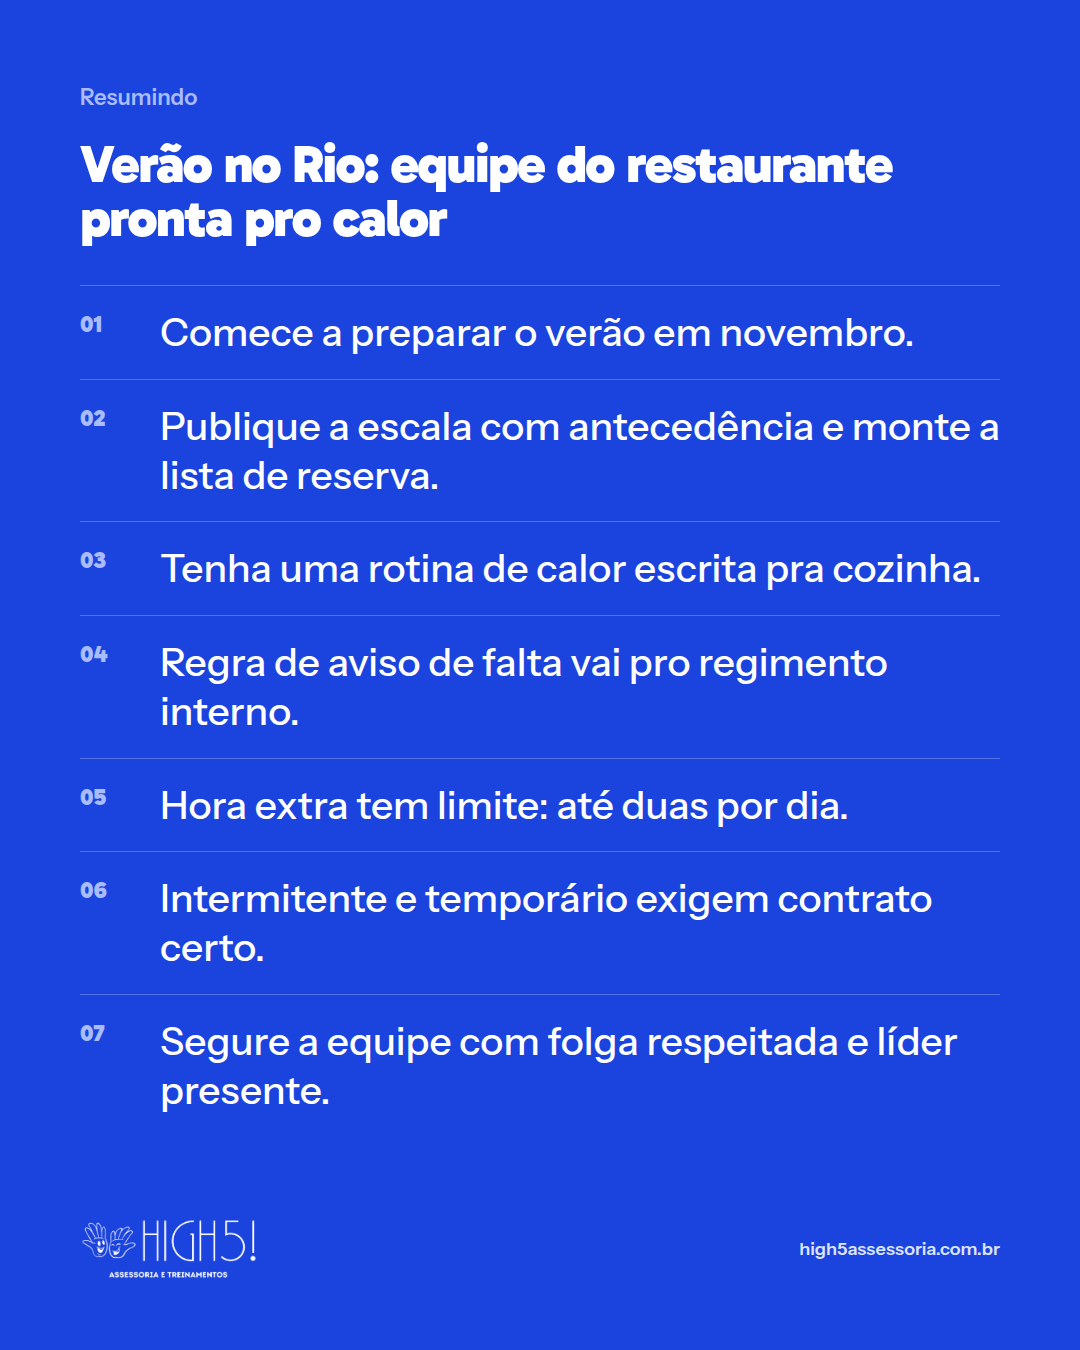 Resumindo
Verão no Rio: equipe do restaurante
pronta pro calor
01
Comece a preparar o verão em novembro.
02
Publique a escala com antecedência e monte a
lista de reserva.
03
Tenha uma rotina de calor escrita pra cozinha.
04
Regra de aviso de falta vai pro regimento
interno.
05
Hora extra tem limite: até duas por dia.
06
Intermitente e temporário exigem contrato
certo.
07
Segure a equipe com folga respeitada e líder
presente.
HIGH5!
ASSESSORIA E TREINAMENTOS
high5assessoria.com.br